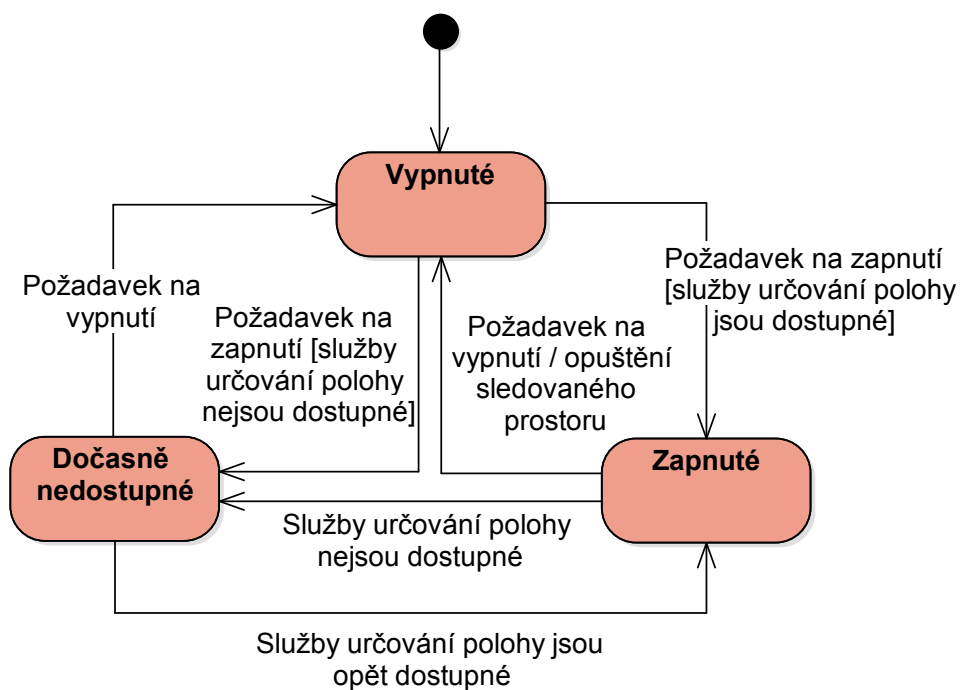 Vypnuté
Požadavek na zapnutí
[služby určování polohy
jsou dostupné]
Požadavek na
vypnutí
Požadavek na
zapnutí [služby
určování polohy
nejsou dostupné]
Požadavek na
vypnutí / opuštění
sledovaného
prostoru
Dočasně
nedostupné
Zapnuté
Služby určování polohy
nejsou dostupné
Služby určování polohy jsou
opět dostupné